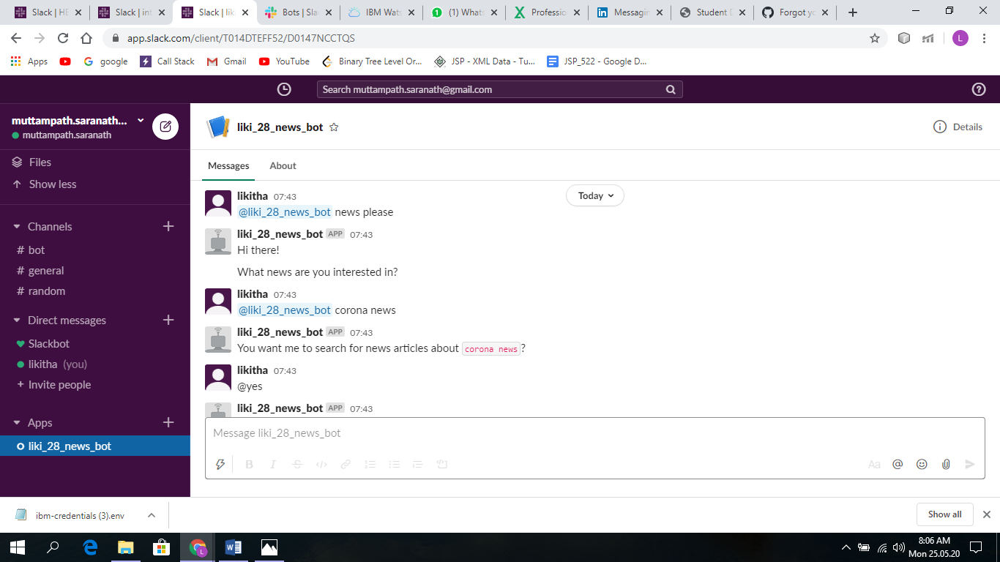 Slack | HE
Slack | int
Slack | lik
Bots | Sla
IBM Wats
(1) Whats
Professio
Messagin
Student D
Forgot yo
app.slack.com/client/T014DTEFF52/D0147NCCTQS
L
Apps
google
Call Stack
Gmail
YouTube
Binary Tree Level Or...
JSP - XML Data - Tu...
JSP_522 - Google D...
Search muttampath.saranath@gmail.com
muttampath.saranath...
muttampath.saranath
Files
Show less
Channels
# bot
# general
# random
Direct messages
Slackbot
likitha (you)
+ Invite people
Apps
liki_28_news_bot
liki_28_news_bot
Details
Messages
About
Today
likitha 07:43
@liki_28_news_bot news please
liki_28_news_bot APP 07:43
Hi there!
What news are you interested in?
likitha 07:43
@liki_28_news_bot corona news
liki_28_news_bot APP 07:43
You want me to search for news articles about corona news?
likitha 07:43
@yes
liki_28_news_bot APP 07:43
Message liki_28_news_bot
B I S </> Aa @
ibm-credentials (3).env
Show all
8:06 AM
Mon 25.05.20